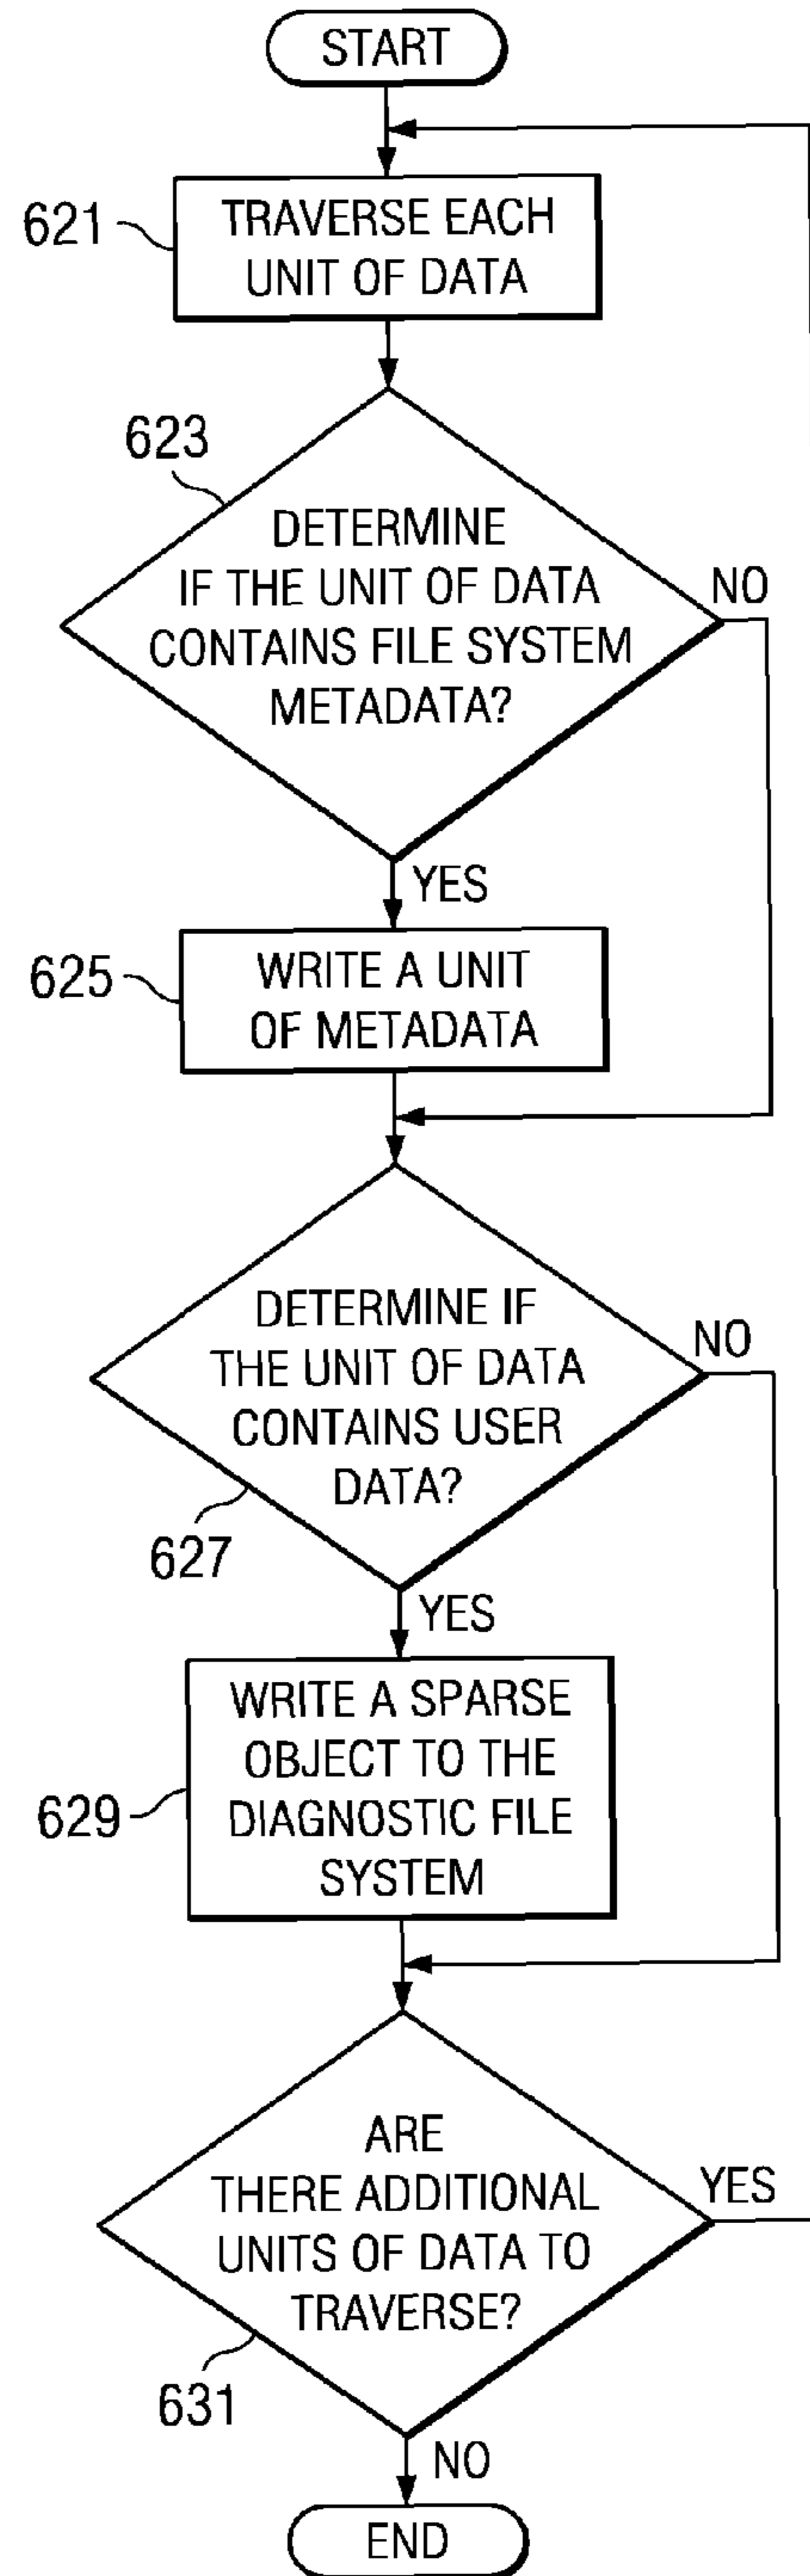 START
621
TRAVERSE EACH
UNIT OF DATA
623
DETERMINE
IF THE UNIT OF DATA
CONTAINS FILE SYSTEM
METADATA?
NO
YES
625
WRITE A UNIT
OF METADATA
DETERMINE IF
THE UNIT OF DATA
CONTAINS USER
DATA?
NO
627
YES
629
WRITE A SPARSE
OBJECT TO THE
DIAGNOSTIC FILE
SYSTEM
ARE
THERE ADDITIONAL
UNITS OF DATA TO
TRAVERSE?
YES
631
NO
END